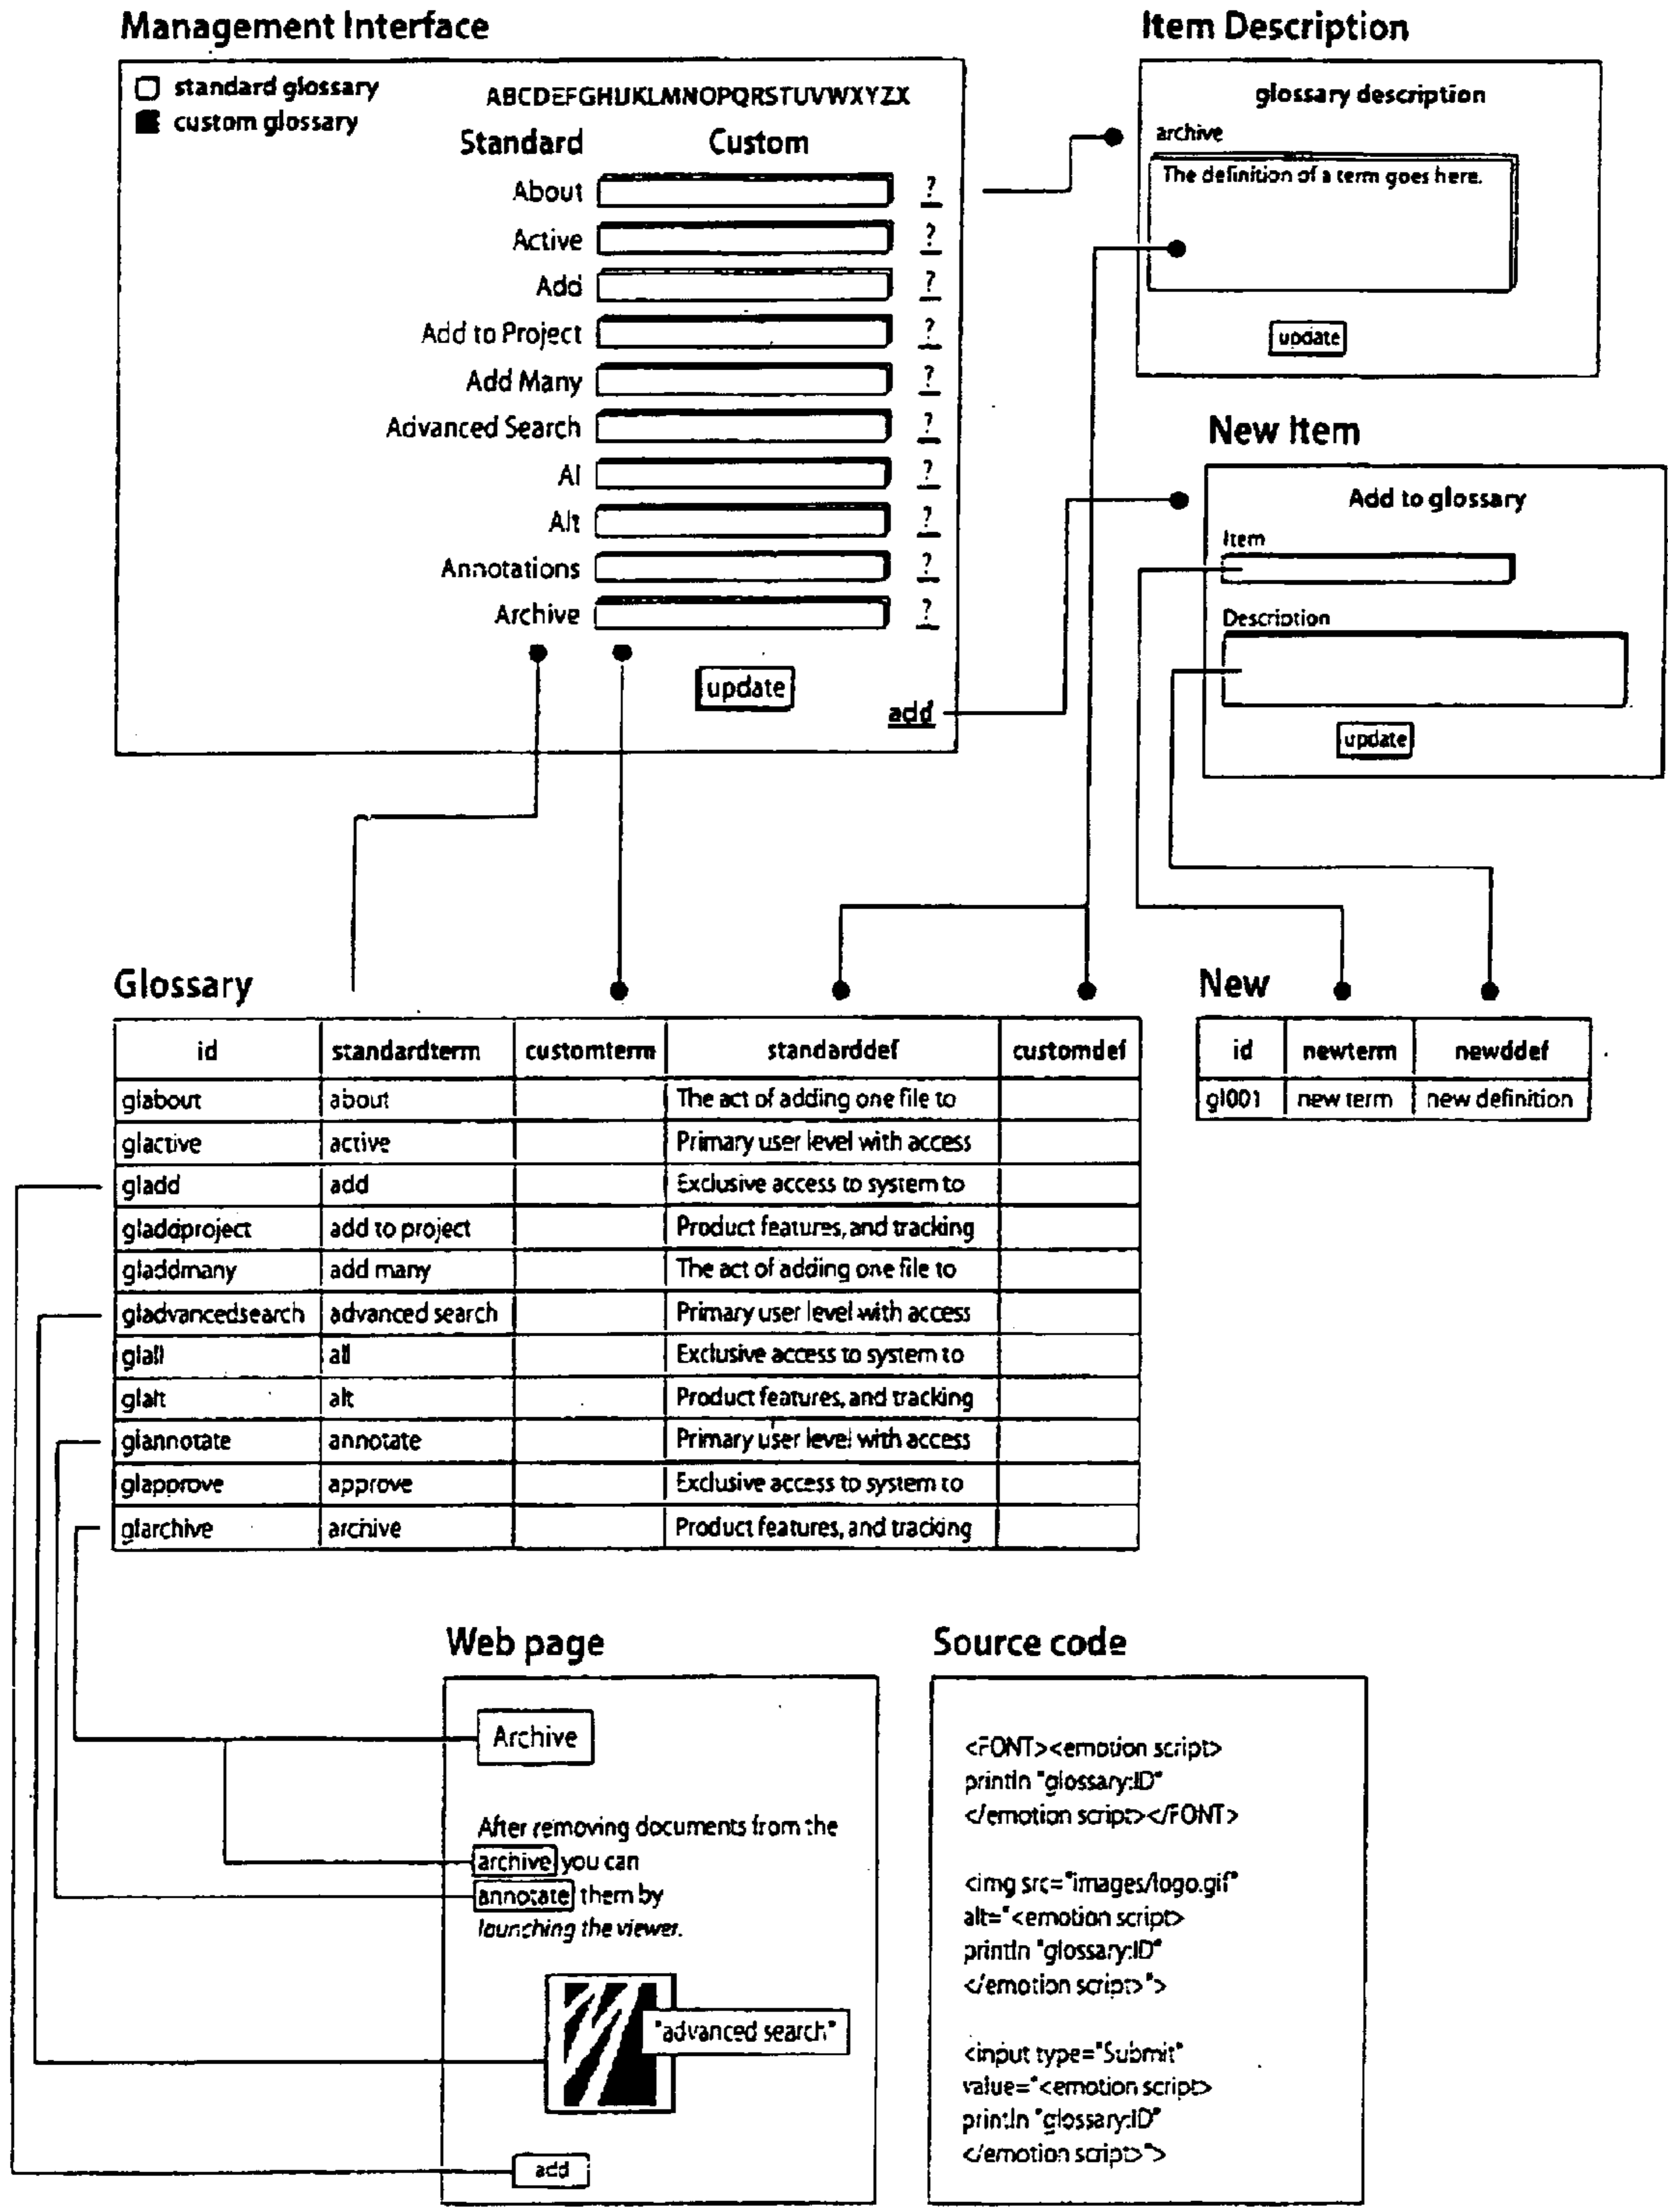 Management Interface
standard glossary
custom glossary
ABCDEFGHIJKLMNOPQRSTUVWXYZX
Standard Custom
About ?
Active ?
Add ?
Add to Project ?
Add Many ?
Advanced Search ?
Al ?
Alt ?
Annotations ?
Archive ?
update
add
Item Description
glossary description
archive
The definition of a term goes here.
update
New Item
Add to glossary
Item
Description
update
Glossary
id standardterm customterm standarddef customdef
glabout about The act of adding one file to
glactive active Primary user level with access
gladd add Exclusive access to system to
gladdproject add to project Product features, and tracking
gladdmany add many The act of adding one file to
gladvancedsearch advanced search Primary user level with access
glall all Exclusive access to system to
glalt alt Product features, and tracking
glannotate annotate Primary user level with access
glapprove approve Exclusive access to system to
glarchive archive Product features, and tracking
New
id newterm newddef
gl001 new term new definition
Web page
Archive
After removing documents from the
archive you can
annotate them by
launching the viewer.
"advanced search"
add
Source code
<FONT><emotion script>
println "glossary:ID"
</emotion script></FONT>
<img src="images/logo.gif"
alt="<emotion script>
println "glossary:ID"
</emotion script>">
<input type="Submit"
value="<emotion script>
println "glossary:ID"
</emotion script>">